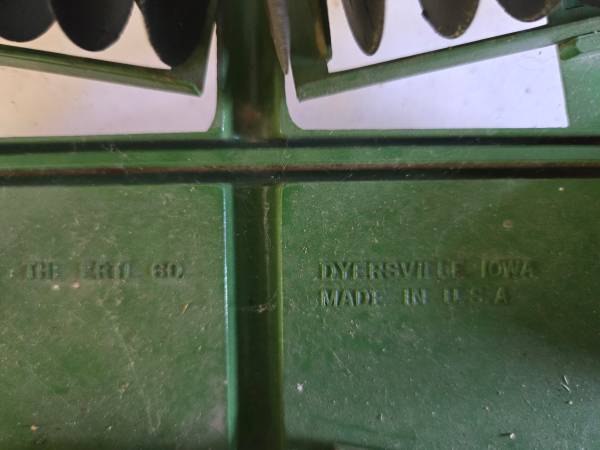 THE ERTL CO.
DYERSVILLE IOWA
MADE IN U.S.A